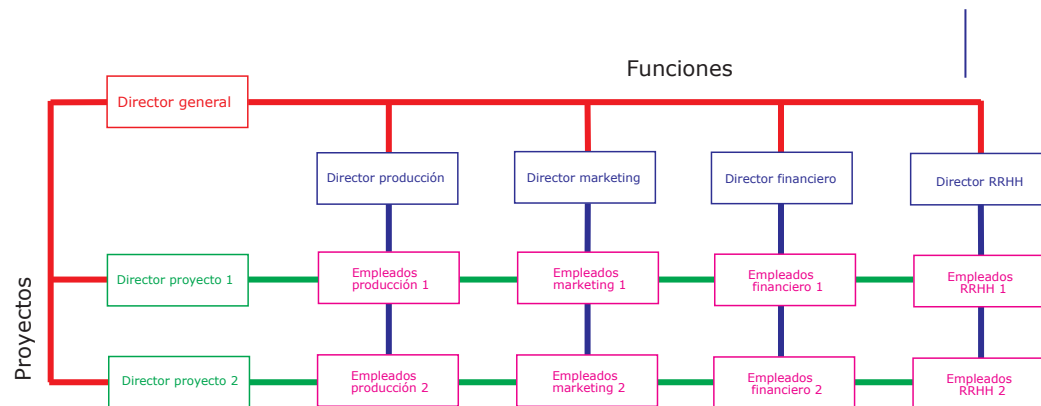 Funciones
Director general
Director producción
Director marketing
Director financiero
Director RRHH
Proyectos
Director proyecto 1
Empleados
producción 1
Empleados
marketing 1
Empleados
financiero 1
Empleados
RRHH 1
Director proyecto 2
Empleados
producción 2
Empleados
marketing 2
Empleados
financiero 2
Empleados
RRHH 2